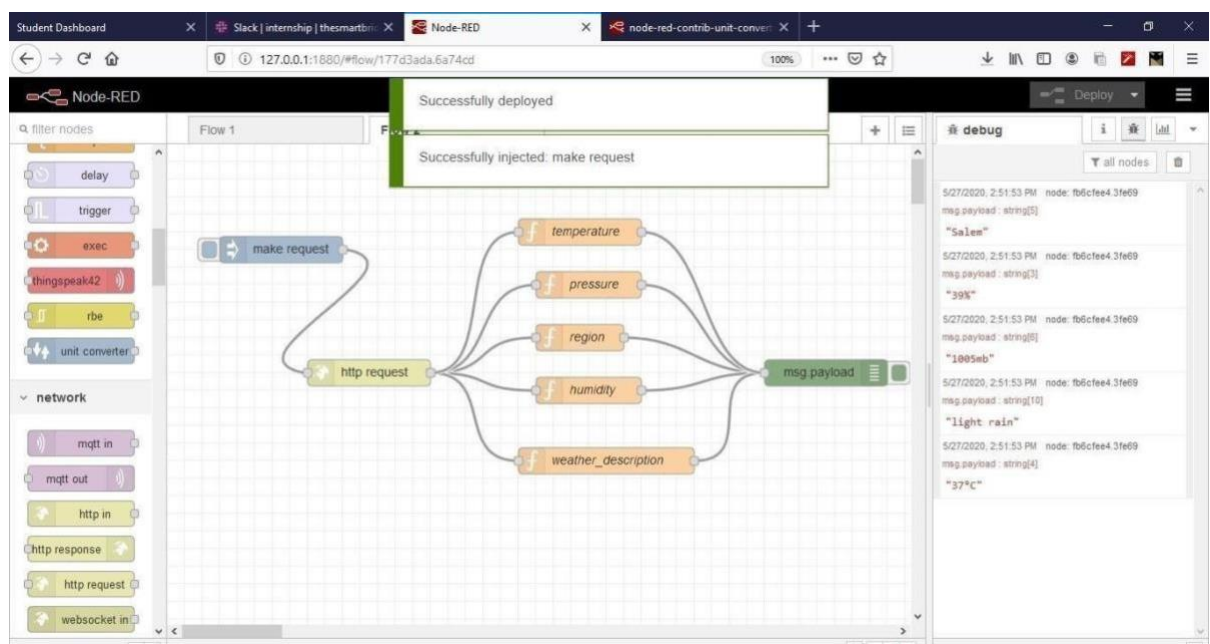 Student Dashboard
Slack | internship | thesmartbri
Node-RED
node-red-contrib-unit-convert
127.0.0.1:1880/#flow/177d3ada.6a74cd
100%
Node-RED
Successfully deployed
Deploy
filter nodes
Flow 1
Successfully injected: make request
debug
i
all nodes
delay
trigger
exec
thingspeak42
rbe
unit converter
network
mqtt in
mqtt out
http in
http response
http request
websocket in
make request
http request
temperature
pressure
region
humidity
weather_description
msg.payload
5/27/2020, 2:51:53 PM node: fb6cfee4.3fe69
msg.payload : string[5]
"Salem"
5/27/2020, 2:51:53 PM node: fb6cfee4.3fe69
msg.payload : string[3]
"39%"
5/27/2020, 2:51:53 PM node: fb6cfee4.3fe69
msg.payload : string[6]
"1005mb"
5/27/2020, 2:51:53 PM node: fb6cfee4.3fe69
msg.payload : string[10]
"light rain"
5/27/2020, 2:51:53 PM node: fb6cfee4.3fe69
msg.payload : string[4]
"37°C"